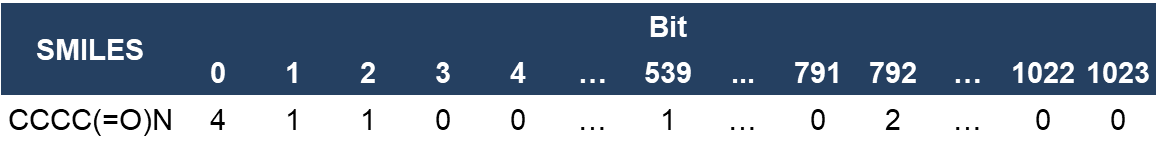 SMILES Bit
0 1 2 3 4 … 539 ... 791 792 … 1022 1023
CCCC(=O)N 4 1 1 0 0 … 1 … 0 2 … 0 0